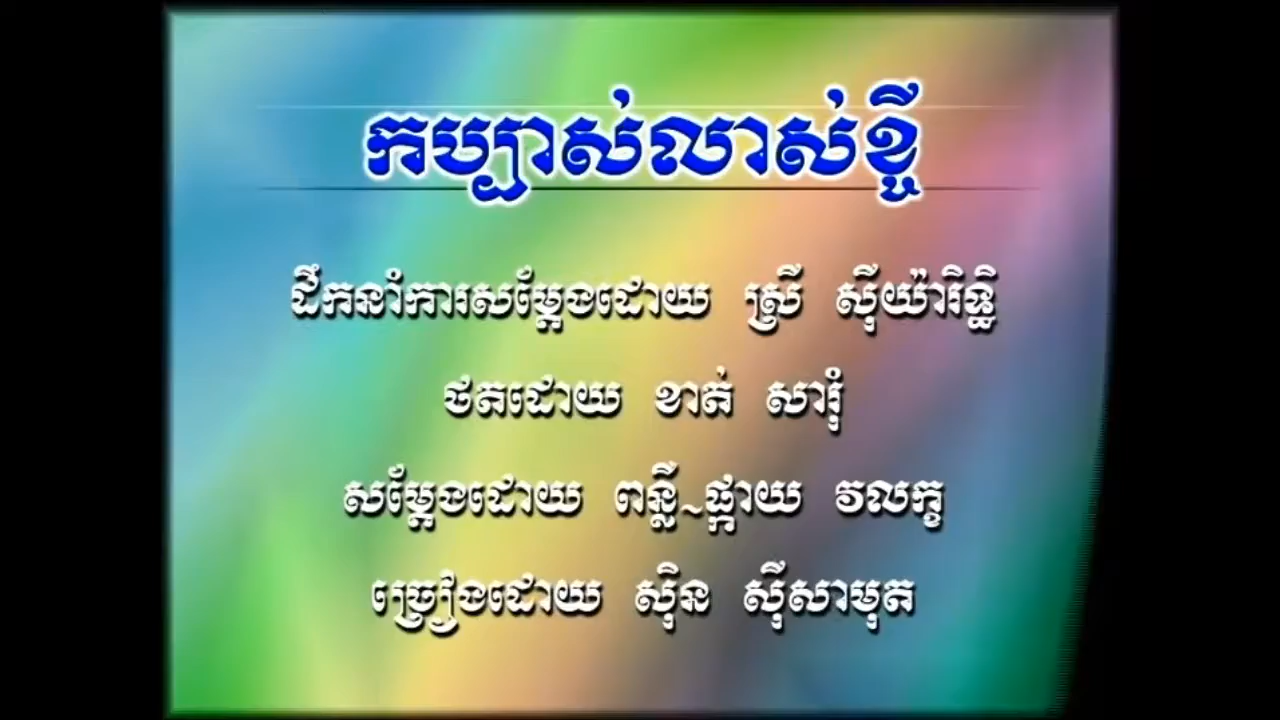 កប្បាស់លាស់ខ្ចី
ដឹកនាំការសម្ដែងដោយ ស្រី ស៊ីយ៉ារិទ្ធិ
ថតដោយ ខាត់ សារុំ
សម្ដែងដោយ ពន្លឺ~ផ្កាយ វលក្ខ
ច្រៀងដោយ ស៊ិន ស៊ីសាមុត